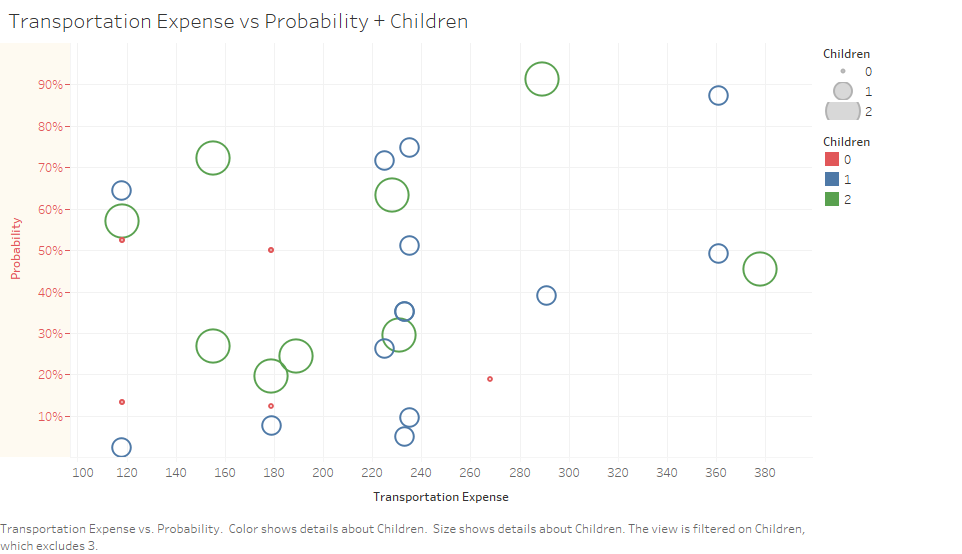 Transportation Expense vs Probability + Children
Children
0
1
2
Children
0
1
2
Probability
90%
80%
70%
60%
50%
40%
30%
20%
10%
100 120 140 160 180 200 220 240 260 280 300 320 340 360 380
Transportation Expense
Transportation Expense vs. Probability. Color shows details about Children. Size shows details about Children. The view is filtered on Children,
which excludes 3.